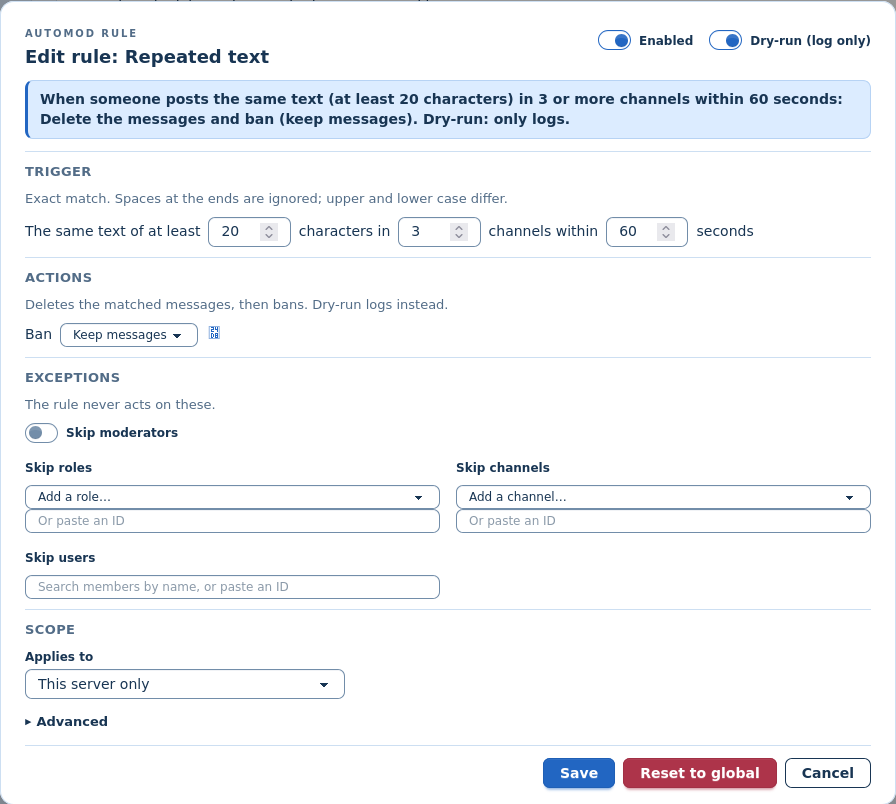 AUTOMOD RULE
Edit rule: Repeated text
Enabled
Dry-run (log only)
When someone posts the same text (at least 20 characters) in 3 or more channels within 60 seconds:
Delete the messages and ban (keep messages). Dry-run: only logs.
TRIGGER
Exact match. Spaces at the ends are ignored; upper and lower case differ.
The same text of at least 20 characters in 3 channels within 60 seconds
ACTIONS
Deletes the matched messages, then bans. Dry-run logs instead.
Ban Keep messages
EXCEPTIONS
The rule never acts on these.
Skip moderators
Skip roles
Add a role...
Or paste an ID
Skip channels
Add a channel...
Or paste an ID
Skip users
Search members by name, or paste an ID
SCOPE
Applies to
This server only
Advanced
Save
Reset to global
Cancel